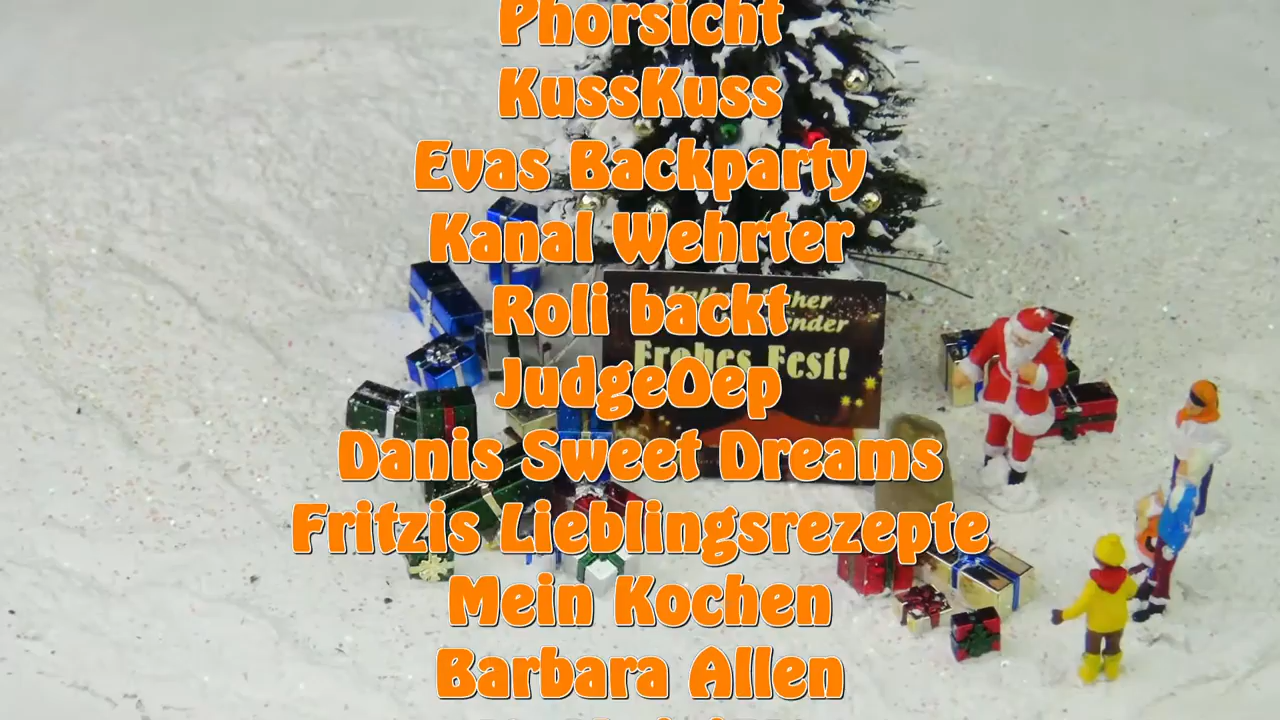 Phorsicht
KussKuss
Evas Backparty
Kanal Wehrter
Roli backt
JudgeOep
Danis Sweet Dreams
Fritzis Lieblingsrezepte
Mein Kochen
Barbara Allen
Frohes Fest!